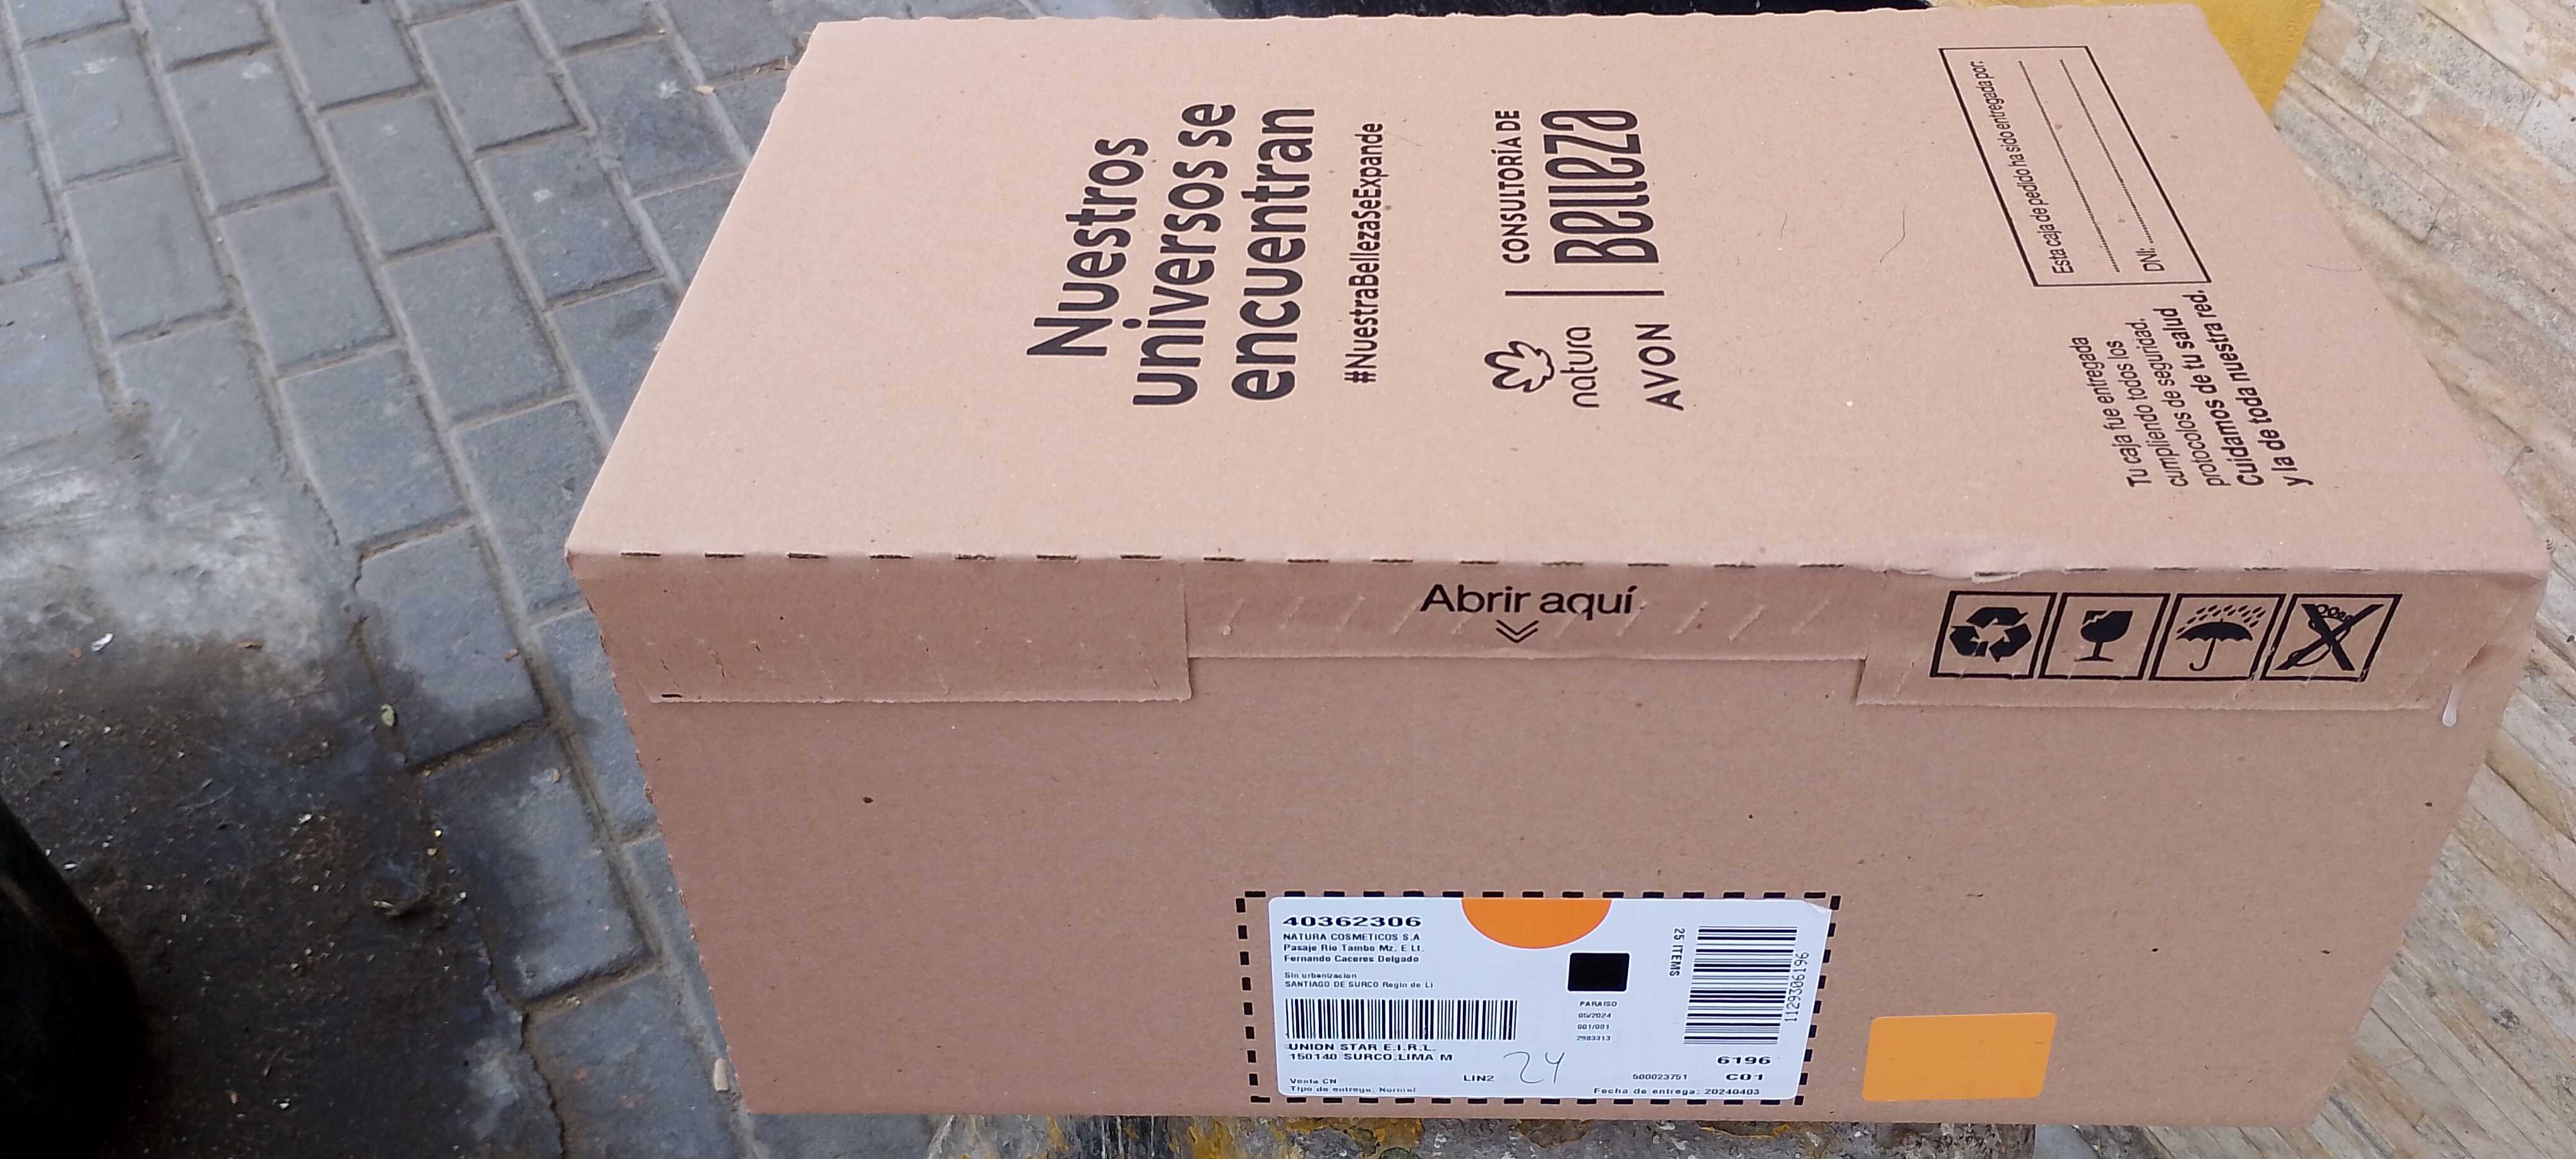 Nuestros
universos se
encuentran
#NuestraBellezaSeExpande
natura
AVON
CONSULTORÍA DE
Belleza
Tu caja fue entregada
cumpliendo todos los
protocolos de seguridad.
Cuidamos de tu salud
y la de toda nuestra red.
Esta caja de pedido ha sido entregada por:
DNI:
Abrir aquí
40362306
NATURA COSMETICOS S.A
Pasaje Rio Tambo Mz. E Lt.
Fernando Caceres Delgado
Sin urbanizacion
SANTIAGO DE SURCO Regin de Li
UNION STAR E.I.R.L.
150140 SURCO.LIMA M
Venta CN
Tipo de entrega: Normal
LIN2
24
PARAISO
05/2024
001/001
2983313
25 ITEMS
1129306196
6196
500023751
C01
Fecha de entrega: 20240403